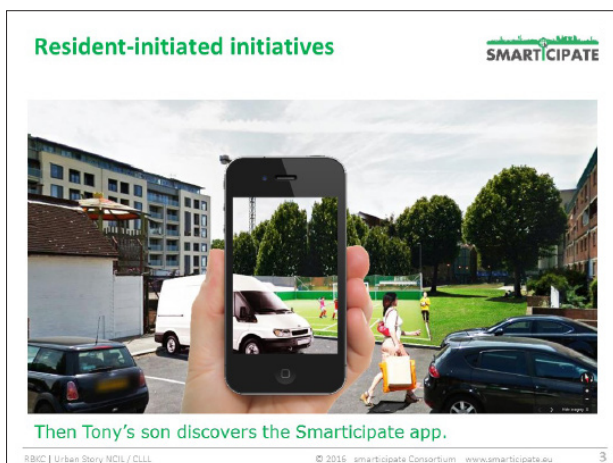 Resident-initiated initiatives
SMARTICIPATE
Then Tony's son discovers the Smarticipate app.
RBKC | Urban Story NCIL / CLLL © 2016 smarticipate Consortium www.smarticipate.eu 3